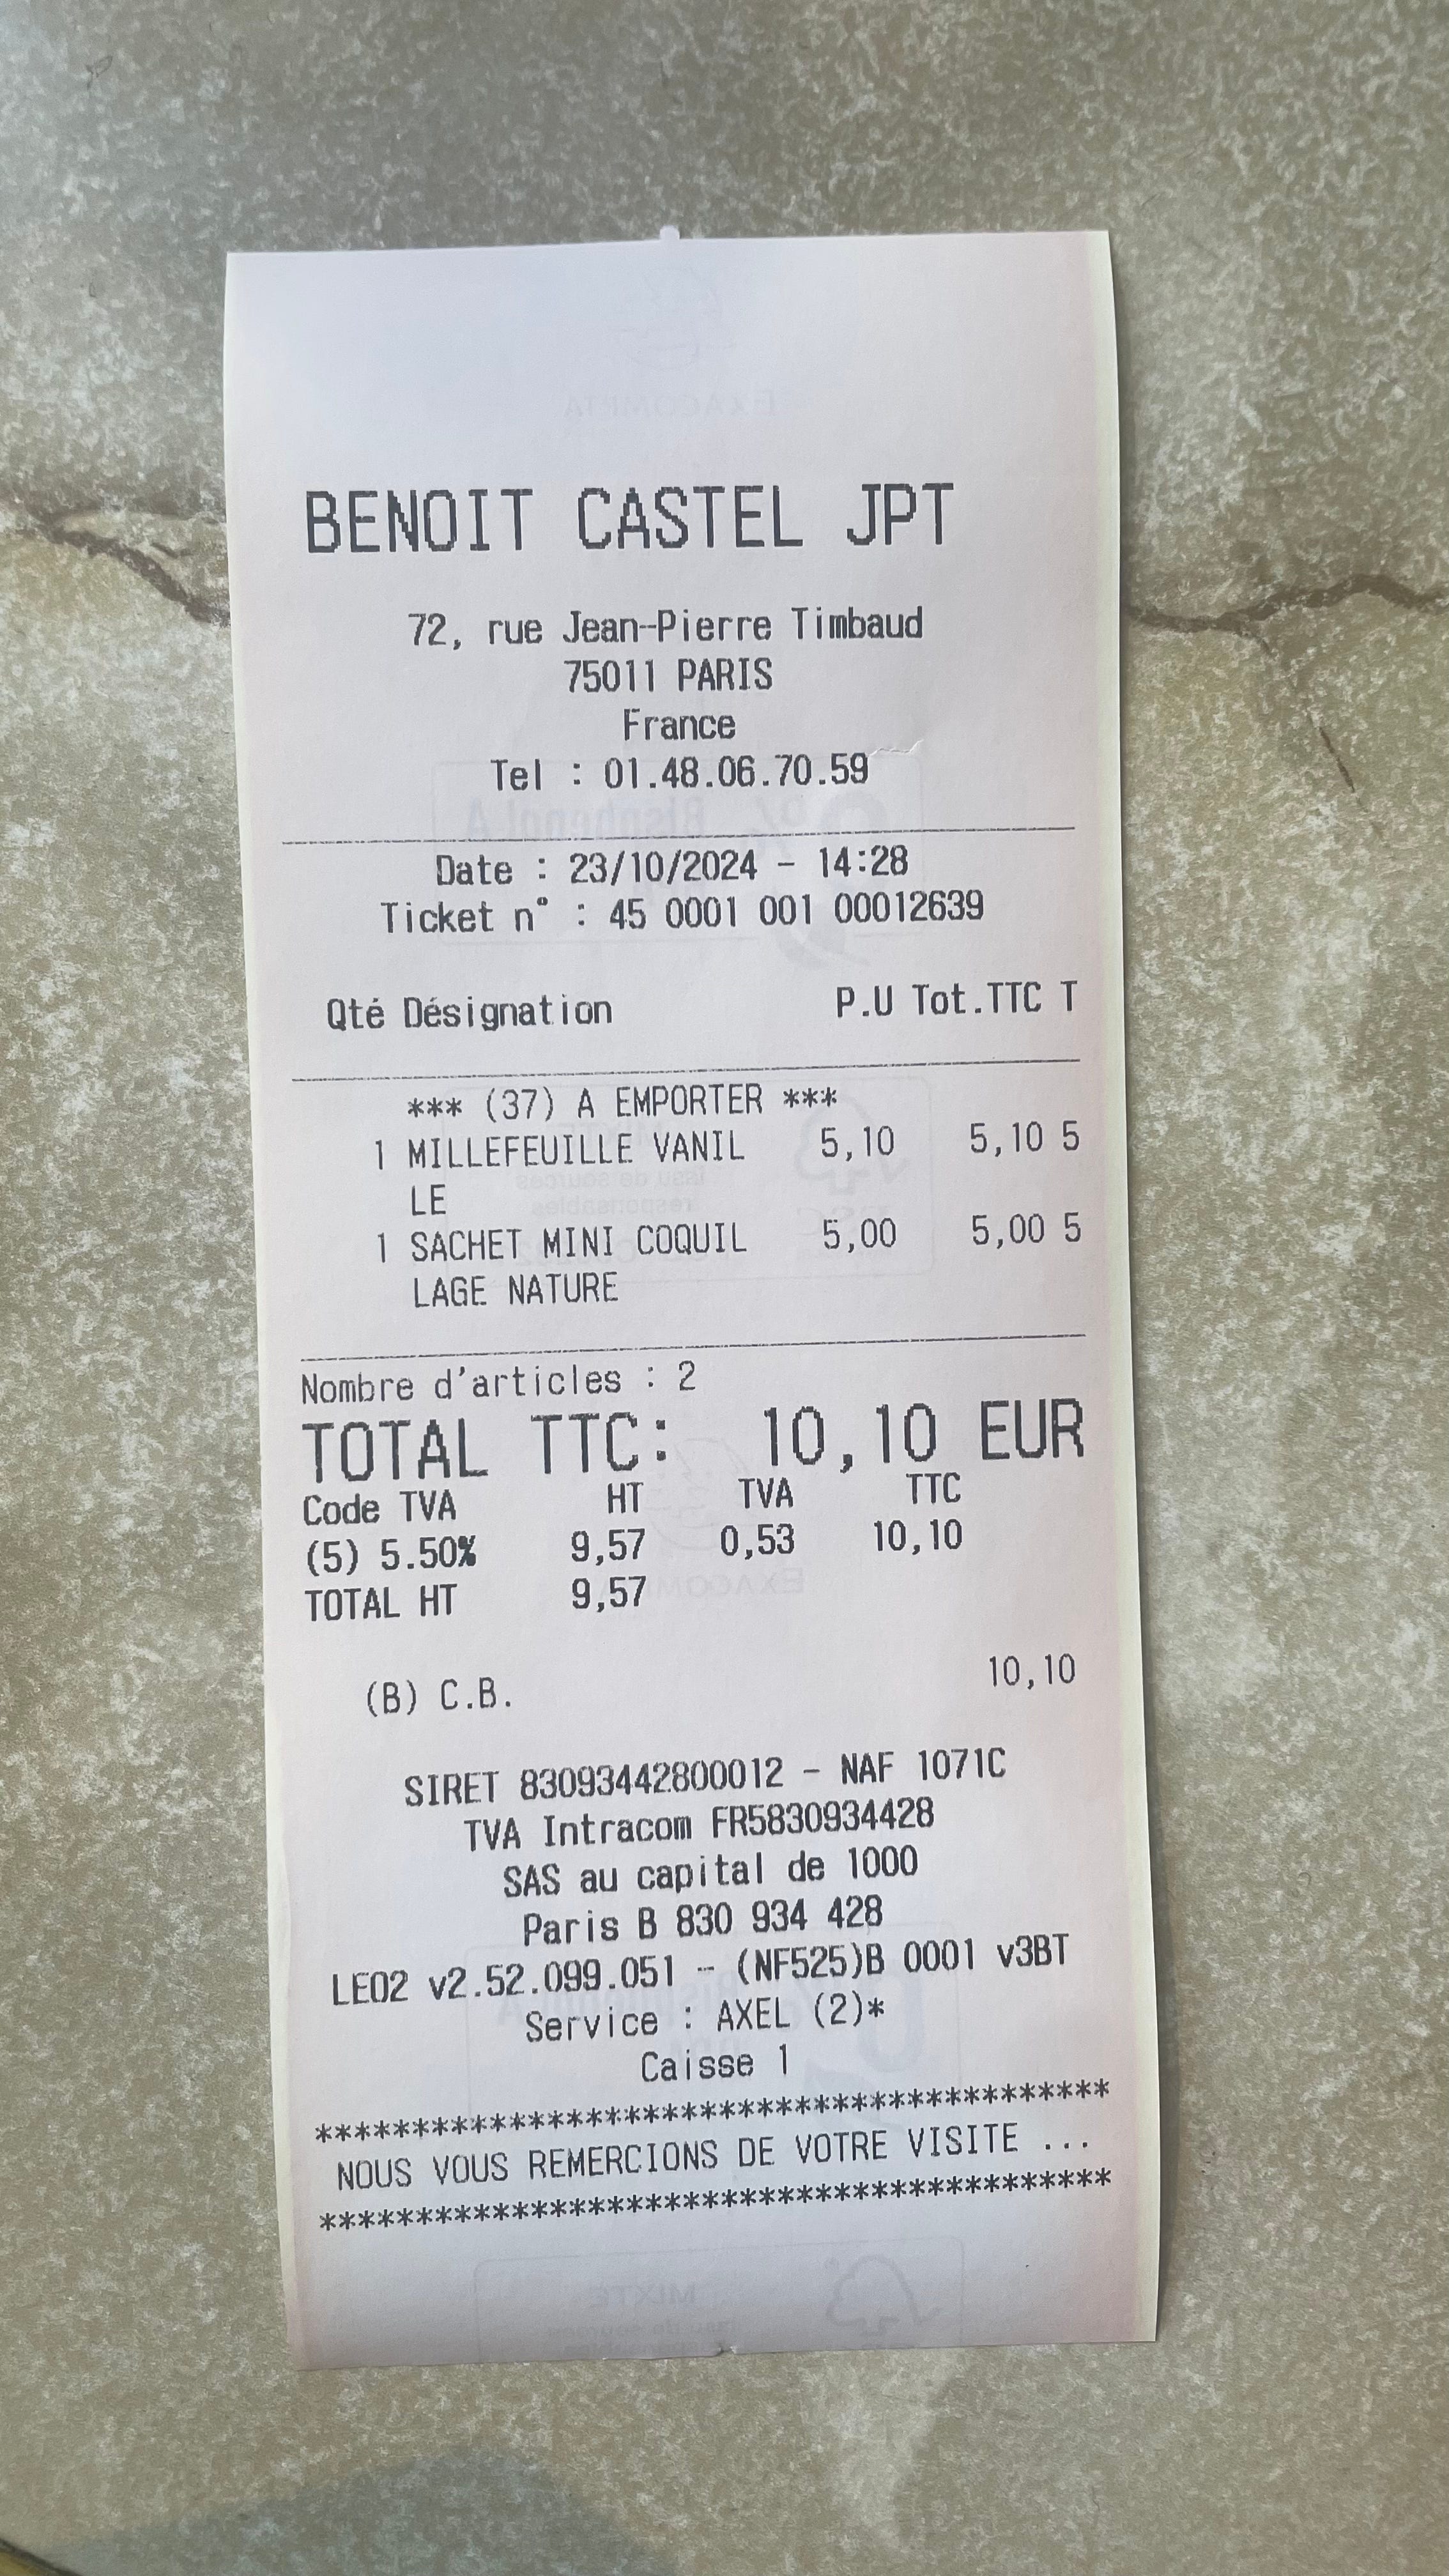 BENOIT CASTEL JPT
72, rue Jean-Pierre Timbaud
75011 PARIS
France
Tel : 01.48.06.70.59
Date : 23/10/2024 - 14:28
Ticket n° : 45 0001 001 00012639
Qté Désignation P.U Tot.TTC T
*** (37) A EMPORTER ***
1 MILLEFEUILLE VANIL 5,10 5,10 5
LE
1 SACHET MINI COQUIL 5,00 5,00 5
LAGE NATURE
Nombre d'articles : 2
TOTAL TTC: 10,10 EUR
Code TVA HT TVA TTC
(5) 5.50% 9,57 0,53 10,10
TOTAL HT 9,57
(B) C.B. 10,10
SIRET 83093442800012 - NAF 1071C
TVA Intracom FR5830934428
SAS au capital de 1000
Paris B 830 934 428
LEO2 v2.52.099.051 - (NF525)B 0001 v3BT
Service : AXEL (2)*
Caisse 1
*****************************************
NOUS VOUS REMERCIONS DE VOTRE VISITE ...
*****************************************